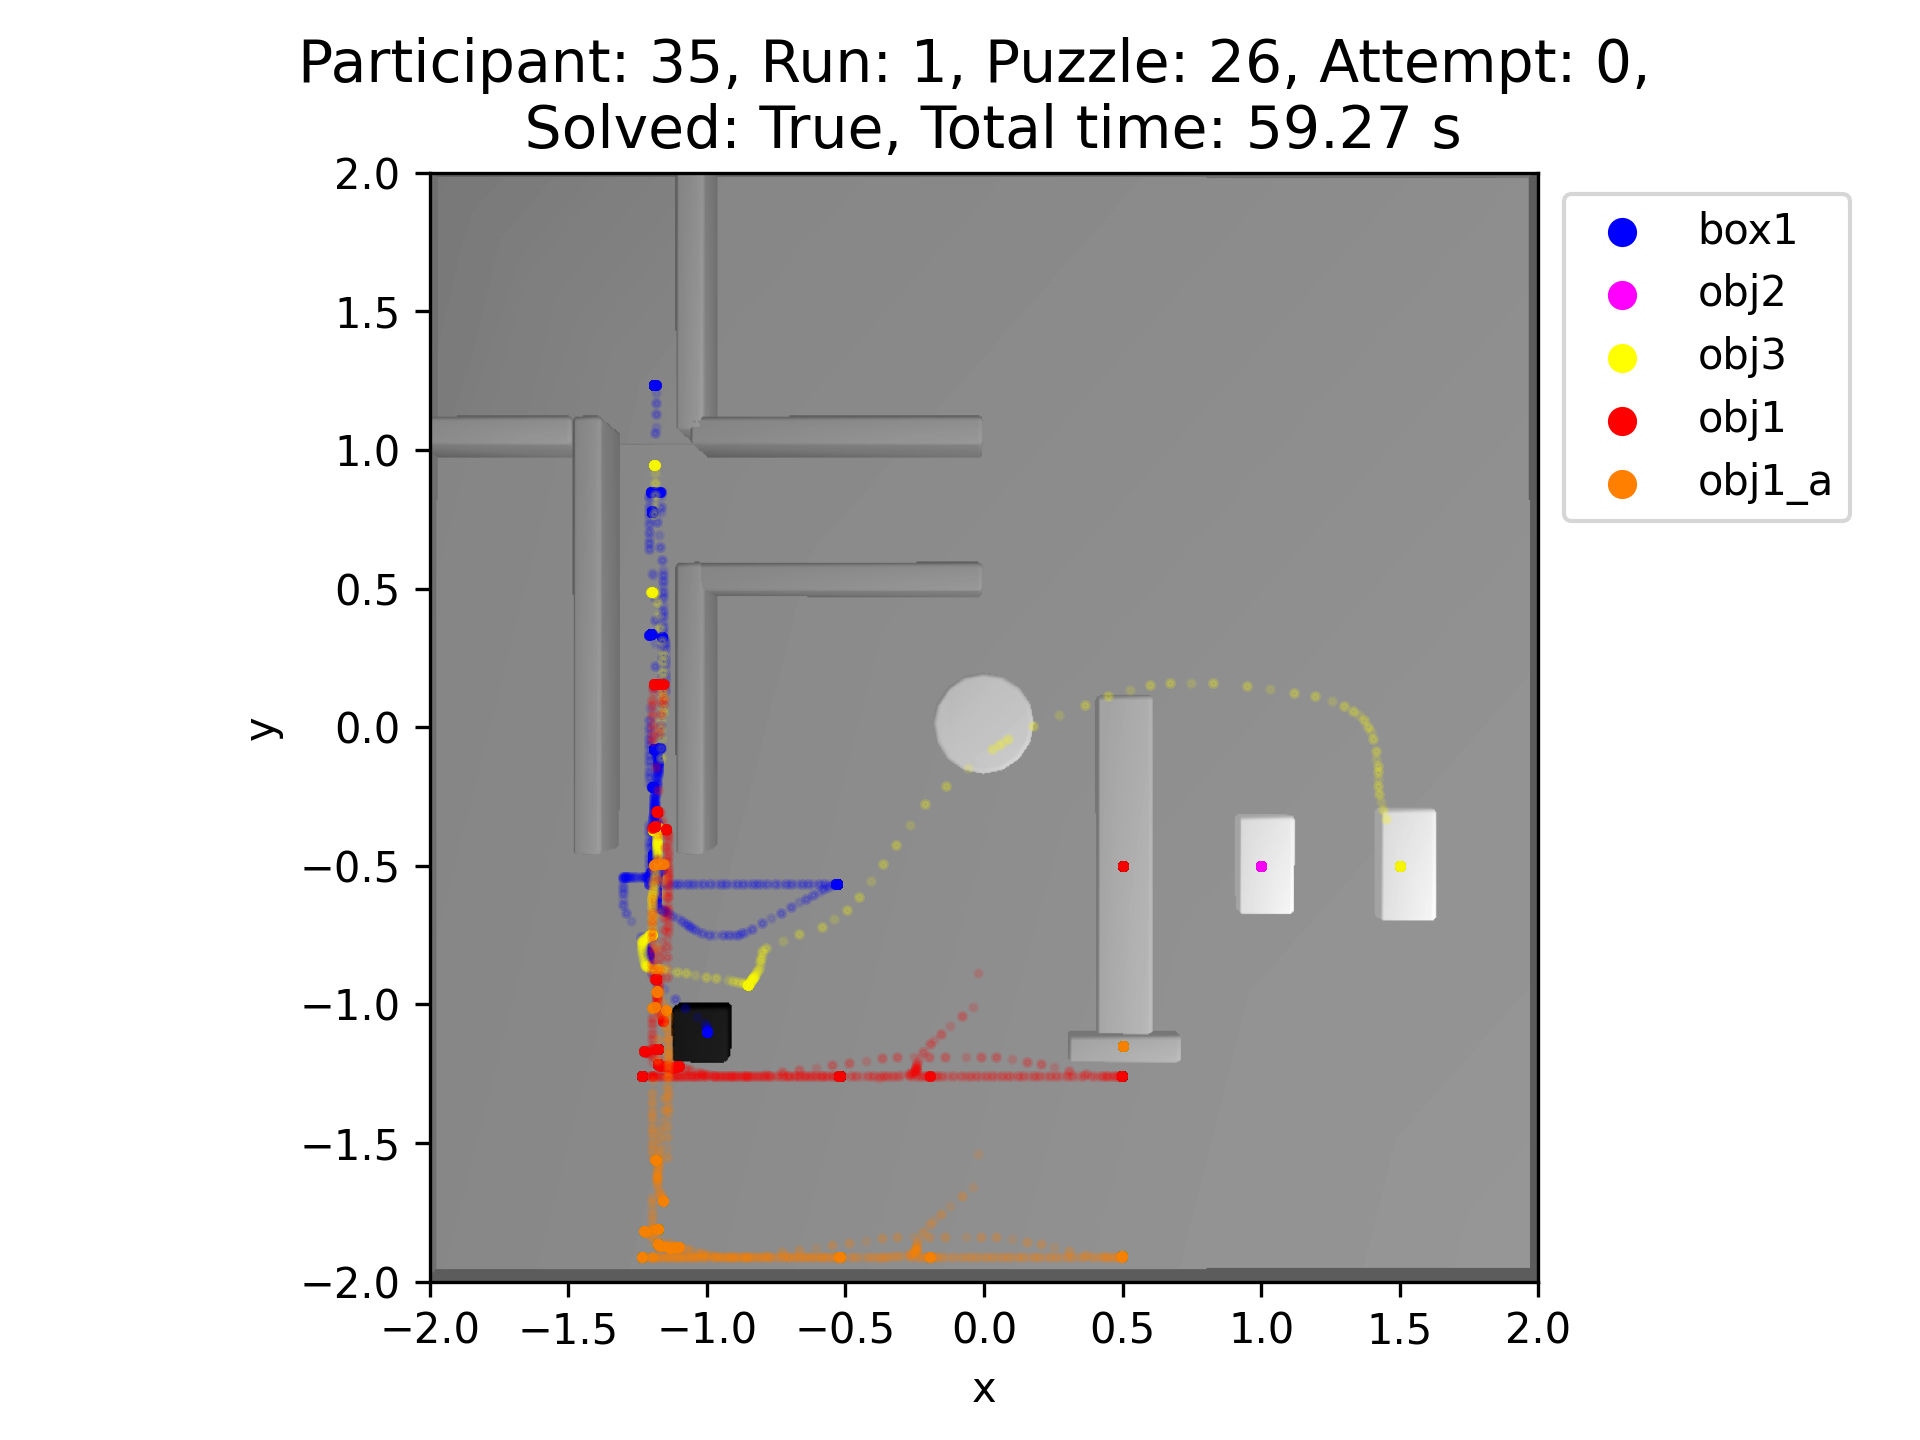 Participant: 35, Run: 1, Puzzle: 26, Attempt: 0,
Solved: True, Total time: 59.27 s
2.0
1.5
1.0
0.5
0.0
−0.5
−1.0
−1.5
−2.0
y
−2.0 −1.5 −1.0 −0.5 0.0 0.5 1.0 1.5 2.0
x
box1
obj2
obj3
obj1
obj1_a